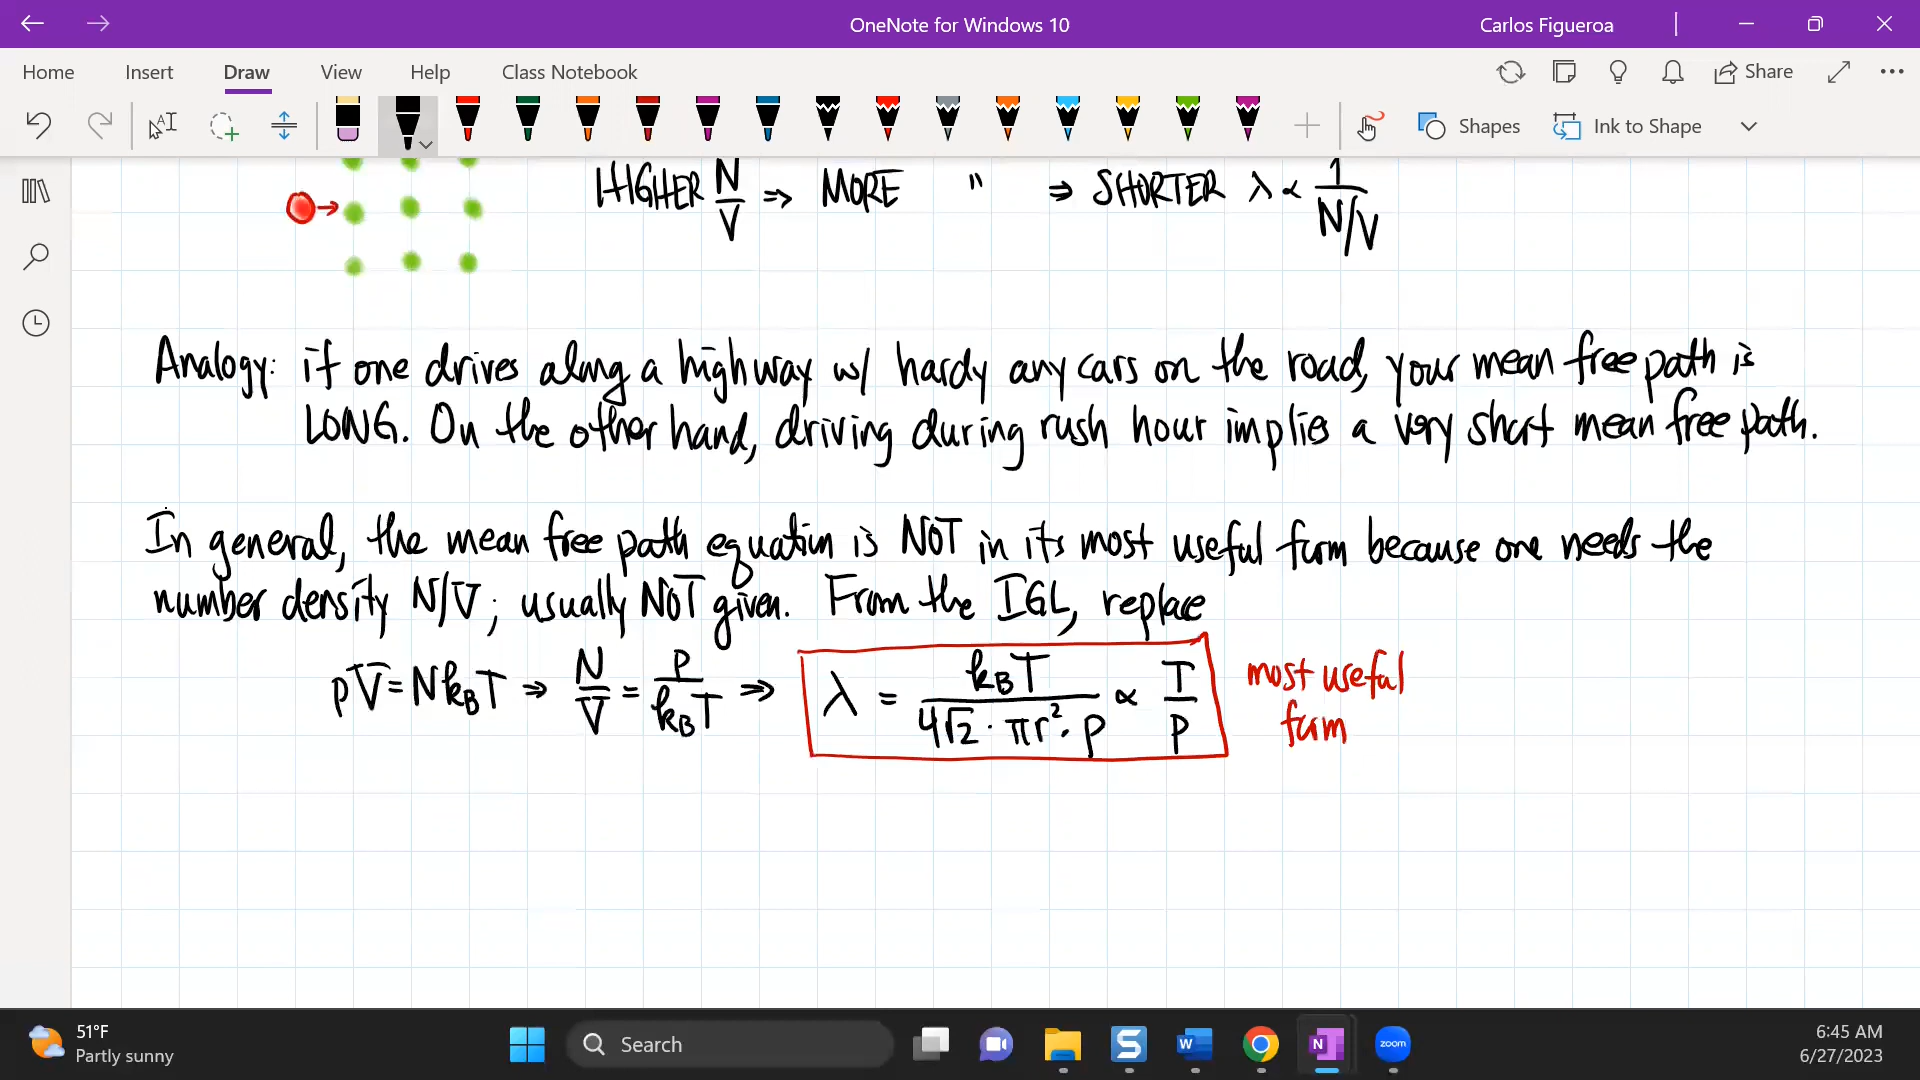 OneNote for Windows 10
Carlos Figueroa
Home Insert Draw View Help Class Notebook
Share
Shapes Ink to Shape
HIGHER N/V ⇒ MORE " ⇒ SHORTER λ ∝ 1/(N/V)
Analogy: if one drives along a highway w/ hardy any cars on the road, your mean free path is
LONG. On the other hand, driving during rush hour implies a very short mean free path.
In general, the mean free path equation is NOT in its most useful form because one needs the
number density N/V; usually NOT given. From the IGL, replace
pV = Nk_BT ⇒ N/V = p/(k_BT) ⇒ λ = k_BT/(4√2 · πr² · p) ∝ T/p most useful
form
51°F
Partly sunny
Search
zoom
6:45 AM
6/27/2023